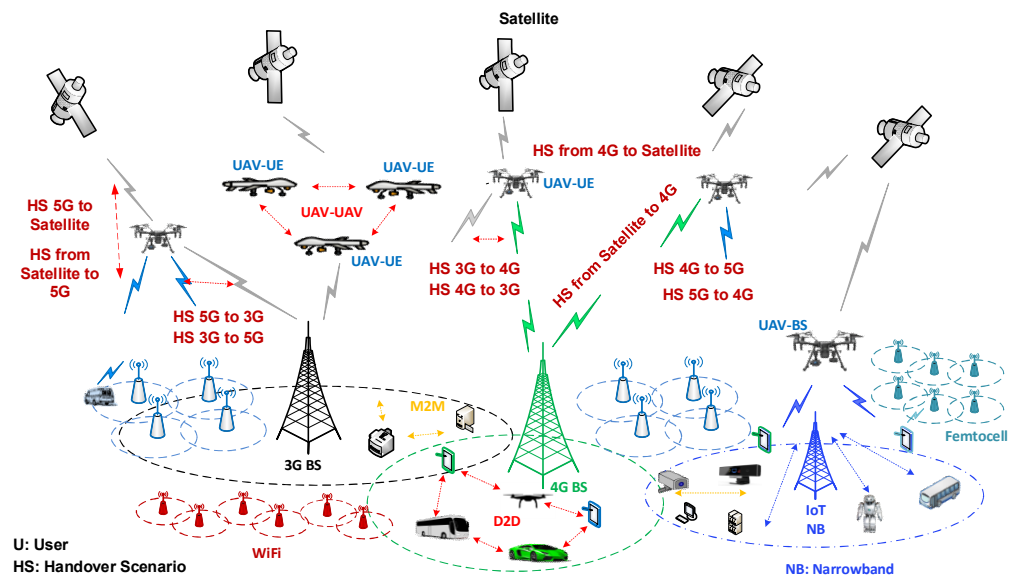 Satellite
UAV-UE
UAV-UE
UAV-UAV
UAV-UE
HS from 4G to Satellite
UAV-UE
HS 5G to
Satellite
HS from
Satellite to
5G
HS 5G to 3G
HS 3G to 5G
HS 3G to 4G
HS 4G to 3G
HS from Satellite to 4G
HS 4G to 5G
HS 5G to 4G
UAV-BS
M2M
3G BS
Femtocell
4G BS
D2D
IoT
NB
WiFi
U: User
HS: Handover Scenario
NB: Narrowband